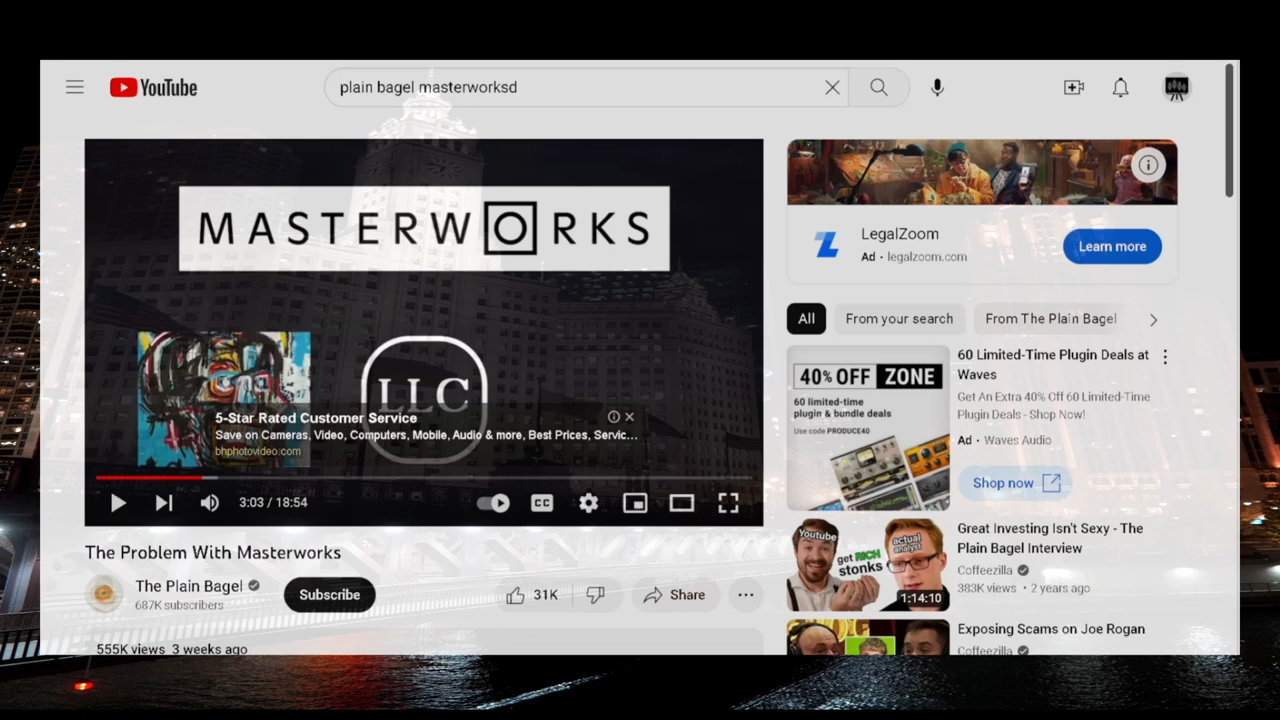 YouTube
plain bagel masterworksd
MASTERWORKS
LLC
5-Star Rated Customer Service
Save on Cameras, Video, Computers, Mobile, Audio & more, Best Prices, Servic...
bhphotovideo.com
3:03 / 18:54
CC
The Problem With Masterworks
The Plain Bagel
687K subscribers
Subscribe
31K
Share
...
555K views 3 weeks ago
LegalZoom
Ad · legalzoom.com
Learn more
All
From your search
From The Plain Bagel
40% OFF ZONE
60 limited-time
plugin & bundle deals
Use code PRODUCE40
60 Limited-Time Plugin Deals at
Waves
Get An Extra 40% Off 60 Limited-Time
Plugin Deals - Shop Now!
Ad · Waves Audio
Shop now
Youtube
get RICH
stonks
actual
analyst
1:14:10
Great Investing Isn't Sexy - The
Plain Bagel Interview
Coffeezilla
383K views · 2 years ago
Exposing Scams on Joe Rogan
Coffeezilla